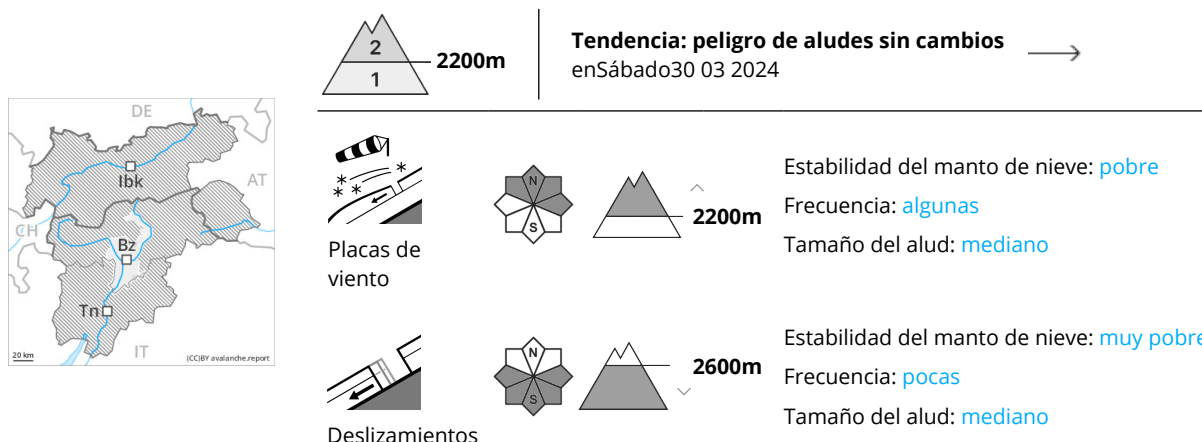 2
1
2200m
Tendencia: peligro de aludes sin cambios
enSábado30 03 2024
DE
AT
CH
IT
Ibk
Bz
Tn
20 km
(CC)BY avalanche.report
Placas de
viento
N
S
2200m
Estabilidad del manto de nieve: pobre
Frecuencia: algunas
Tamaño del alud: mediano
Deslizamientos
N
S
2600m
Estabilidad del manto de nieve: muy pobre
Frecuencia: pocas
Tamaño del alud: mediano